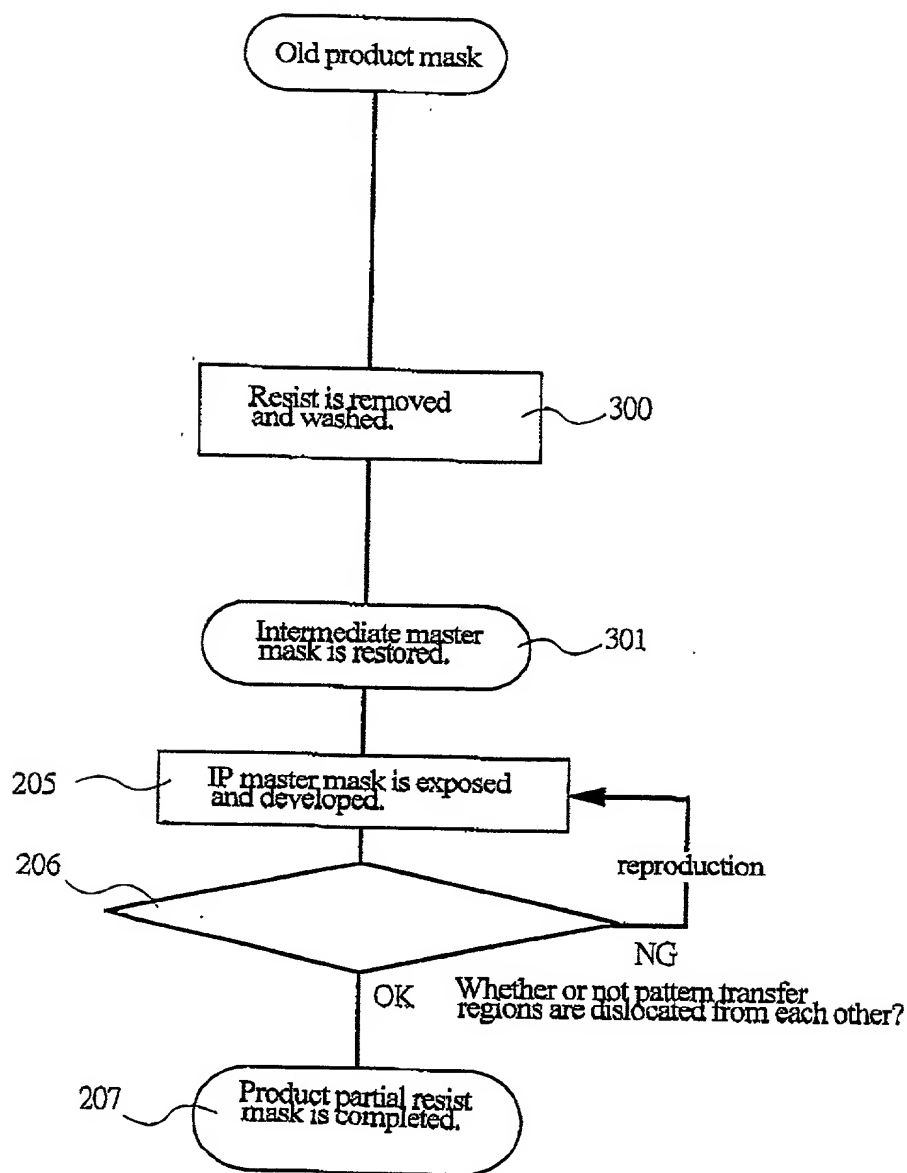 Old product mask
Resist is removed
and washed.
300
Intermediate master
mask is restored.
301
205
IP master mask is exposed
and developed.
reproduction
206
NG
OK
Whether or not pattern transfer
regions are dislocated from each other?
207
Product partial resist
mask is completed.